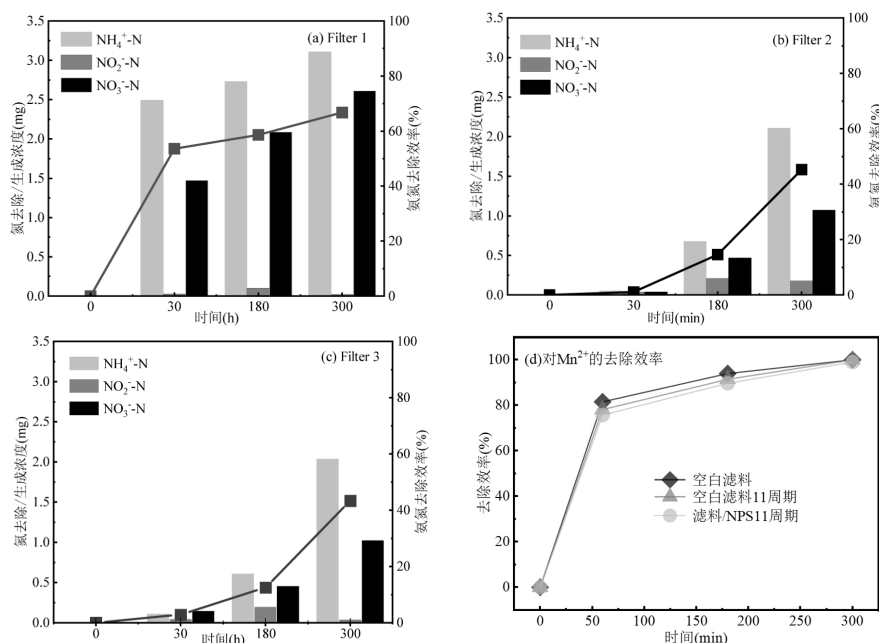 (a) Filter 1
NH₄⁺-N
NO₂⁻-N
NO₃⁻-N
氮去除/生成浓度(mg)
3.5
3.0
2.5
2.0
1.5
1.0
0.5
0.0
100
80
60
40
20
0
氨氮去除效率(%)
0 30 180 300
时间(h)
(b) Filter 2
NH₄⁺-N
NO₂⁻-N
NO₃⁻-N
氮去除/生成浓度(mg)
3.5
3.0
2.5
2.0
1.5
1.0
0.5
0.0
100
80
60
40
20
0
氨氮去除效率(%)
0 30 180 300
时间(min)
(c) Filter 3
NH₄⁺-N
NO₂⁻-N
NO₃⁻-N
氮去除/生成浓度(mg)
3.5
3.0
2.5
2.0
1.5
1.0
0.5
0.0
100
80
60
40
20
0
氨氮去除效率(%)
0 30 180 300
时间(h)
(d)对Mn²⁺的去除效率
去除效率(%)
100
80
60
40
20
0
空白滤料
空白滤料11周期
滤料/NPS11周期
0 50 100 150 200 250 300
时间(min)